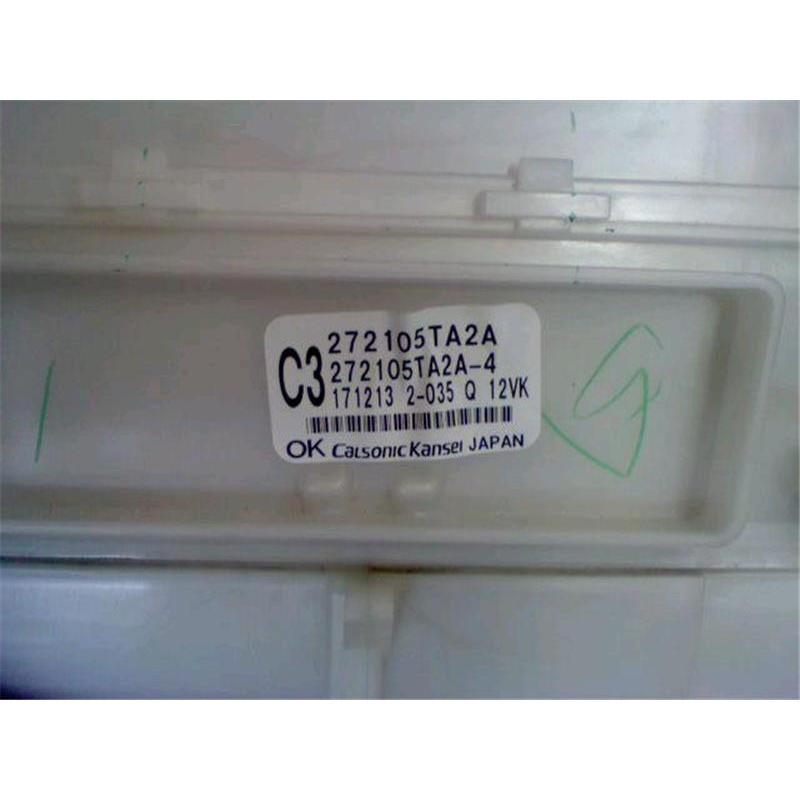 C3
272105TA2A
272105TA2A-4
171213 2-035 Q 12VK
OK CALSONIC KANSEI JAPAN